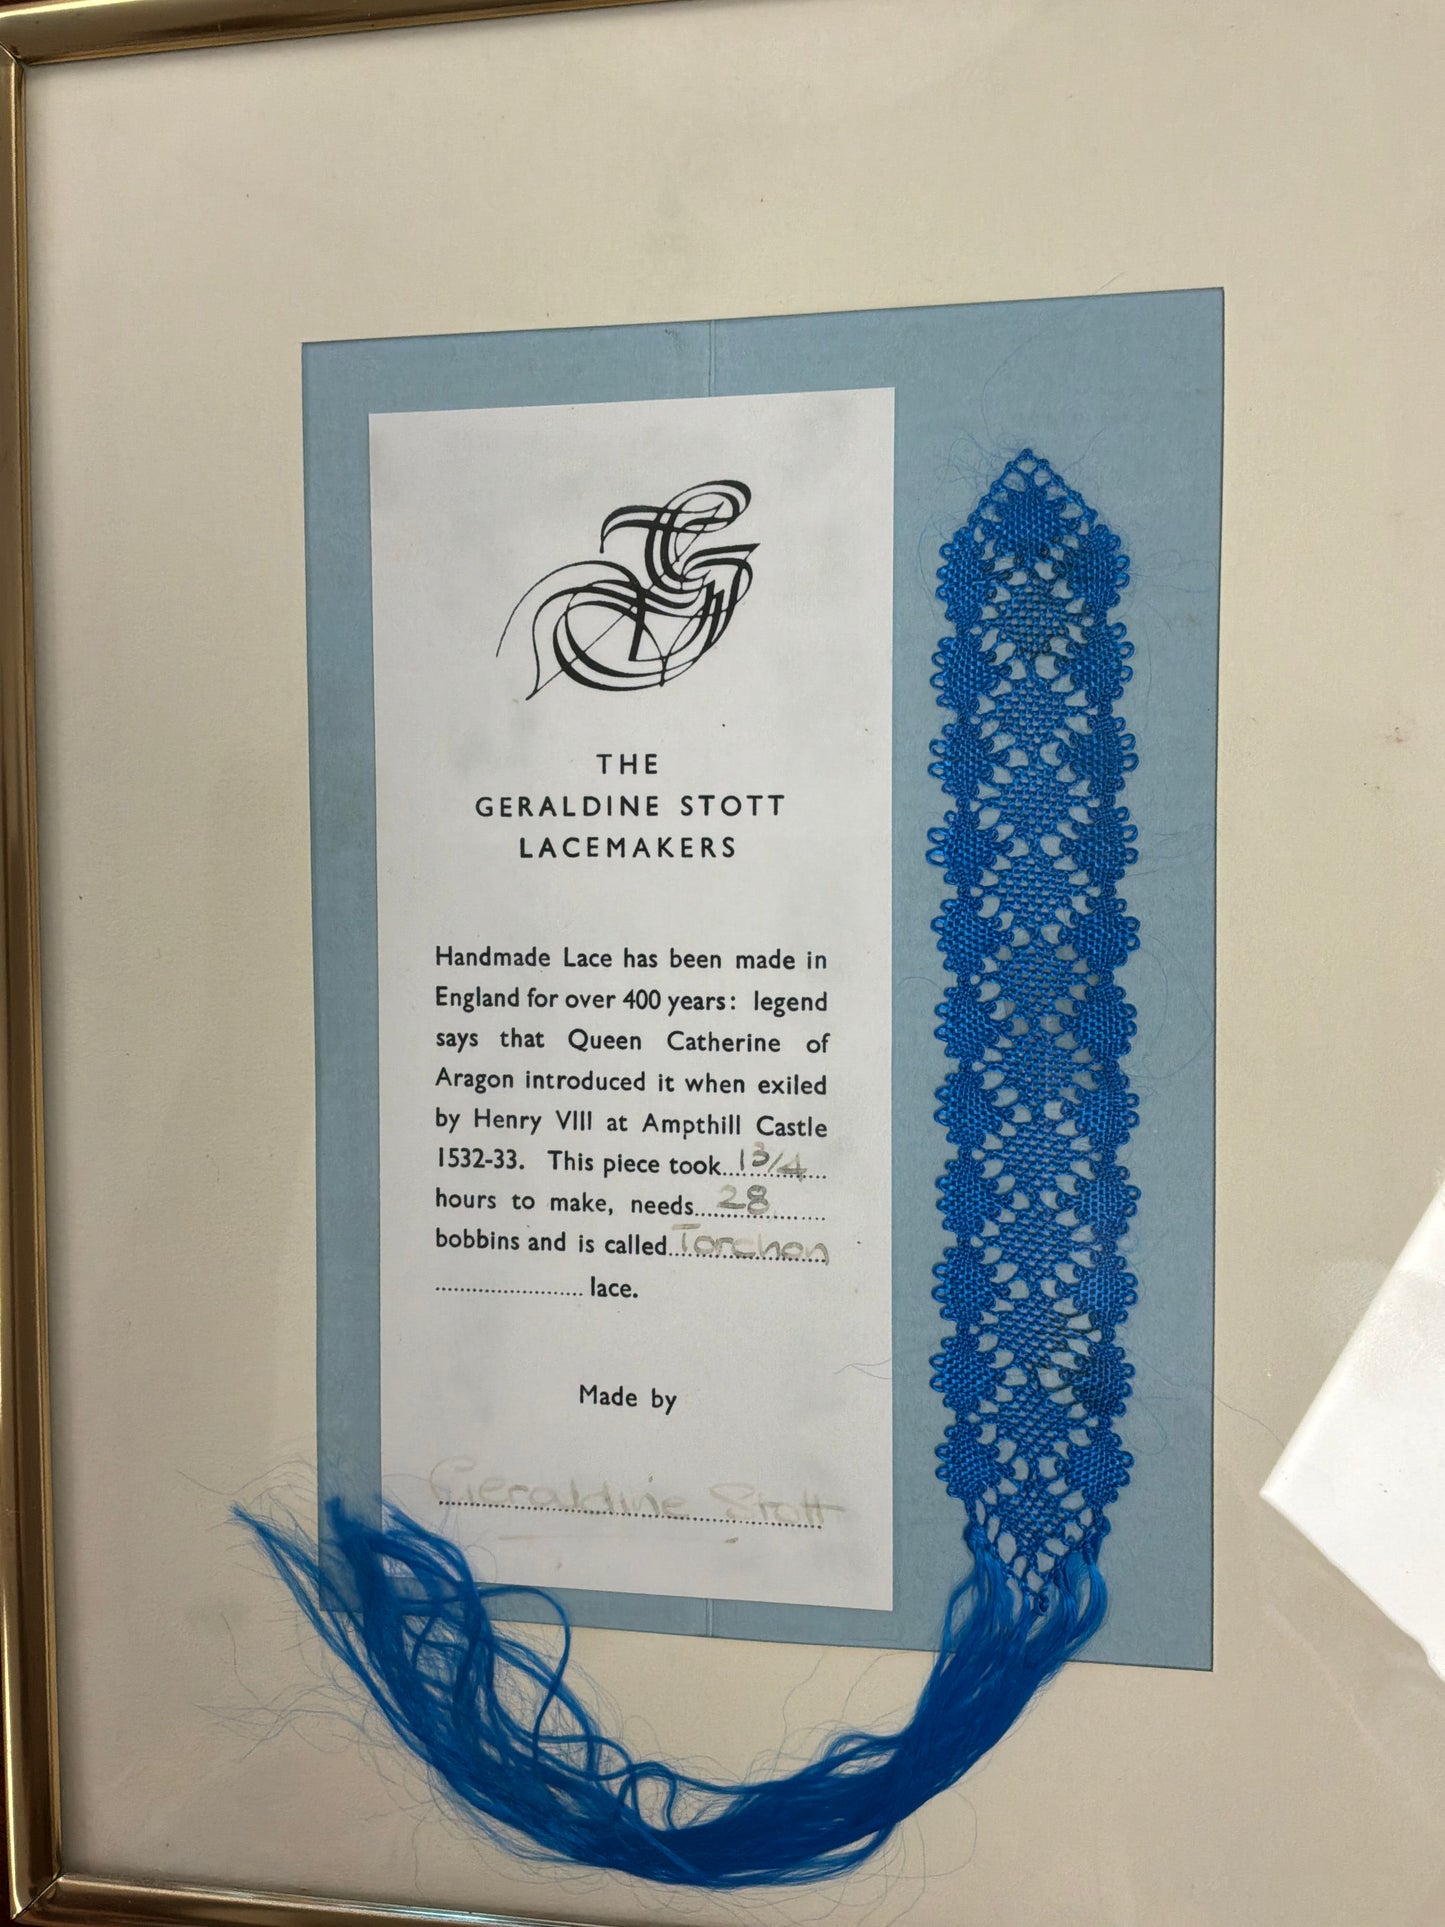 THE
GERALDINE STOTT
LACEMAKERS
Handmade Lace has been made in
England for over 400 years: legend
says that Queen Catherine of
Aragon introduced it when exiled
by Henry VIII at Ampthill Castle
1532-33. This piece took 1 3/4
hours to make, needs 28
bobbins and is called Torchon
lace.
Made by
Geraldine Stott